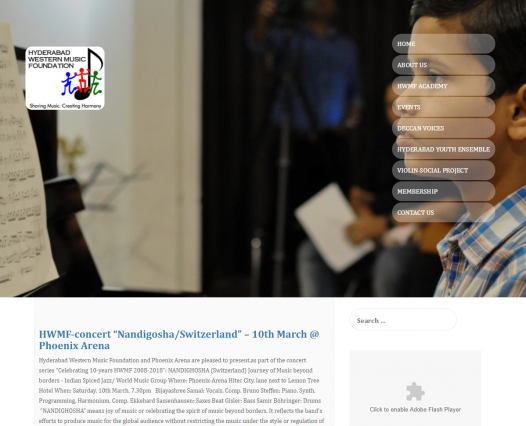 HYDERABAD
WESTERN MUSIC
FOUNDATION
Sharing Music. Creating Harmony
HOME
ABOUT US
HWMF ACADEMY
EVENTS
DECCAN VOICES
HYDERABAD YOUTH ENSEMBLE
VIOLIN-SOCIAL PROJECT
MEMBERSHIP
CONTACT US
HWMF-concert “Nandigosha/Switzerland” – 10th March @
Phoenix Arena
Hyderabad Western Music Foundation and Phoenix Arena are pleased to present,as part of the concert
series "Celebrating 10-years HWMF 2008-2018": NANDIGHOSHA (Switzerland) Journey of Music beyond
borders - Indian Spiced Jazz/ World Music Group Where: Phoenix Arena Hitec City, lane next to Lemon Tree
Hotel When: Saturday, 10th March, 7.30pm Bijayashree Samal: Vocals, Comp. Bruno Steffen: Piano, Synth,
Programming, Harmonium, Comp. Ekkehard Sassenhausen: Saxes Beat Gisler: Bass Samir Böhringer: Drums
"NANDIGHOSHA" means joy of music or celebrating the spirit of music beyond borders. It reflects the band's
efforts to produce music for the global audience without restricting the music under the style or regulation of
Search ...
Click to enable Adobe Flash Player